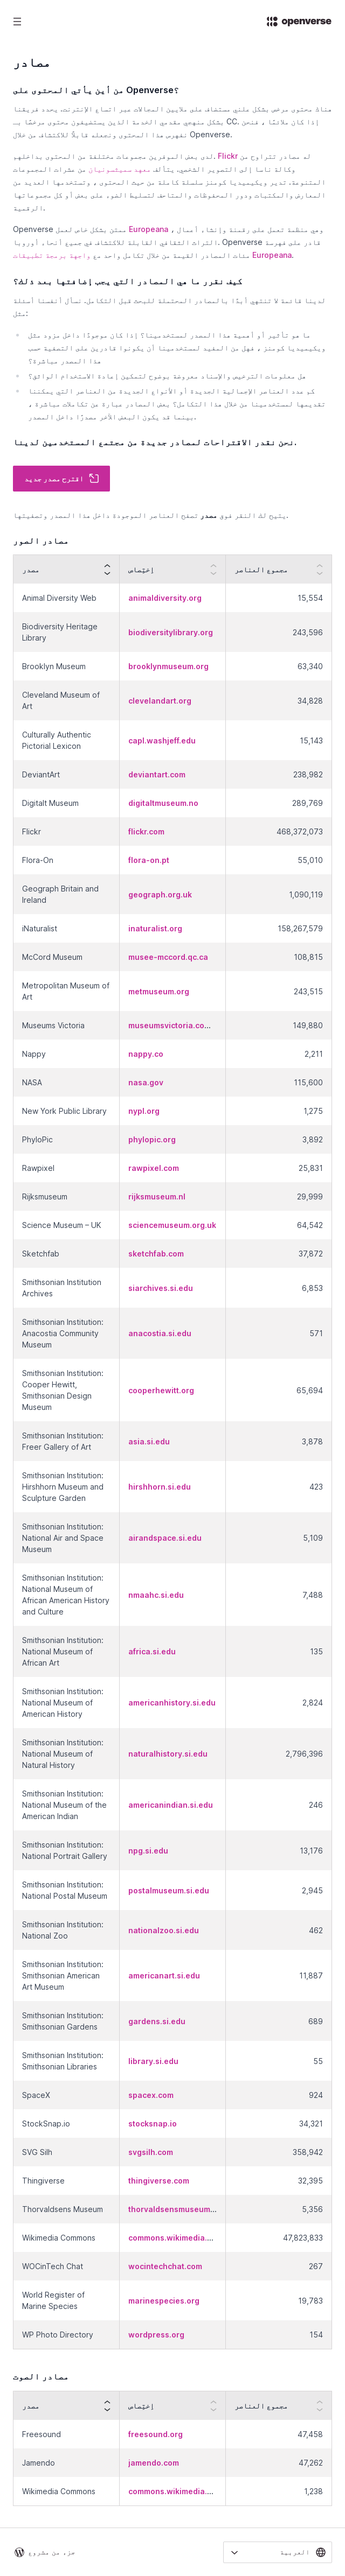 openverse
مصادر
من أين يأتي المحتوى على Openverse؟
هناك محتوى مرخص بشكل علني مستضاف على ملايين المجالات عبر اتساع الإنترنت. يحدد فريقنا
بشكل منهجي مقدمي الخدمة الذين يستضيفون محتوى مرخصًا بـ CC. إذا كان ملائمًا ، فنحن
نفهرس هذا المحتوى ونجعله قابلاً للاكتشاف من خلال Openverse.
لدى بعض الموفرين مجموعات مختلفة من المحتوى بداخلهم. Flickr له مصادر تتراوح من
وكالة ناسا إلى التصوير الشخصي. يتألف معهد سميثسونيان من عشرات المجموعات
المتنوعة. تدير ويكيميديا كومنز سلسلة كاملة من حيث المحتوى ، وتستخدمها العديد من
المعارض والمكتبات ودور المحفوظات والمتاحف لتسليط الضوء على بعض أو كل مجموعاتها
الرقمية.
Openverse ممتن بشكل خاص لعمل Europeana ، وهي منظمة تعمل على رقمنة وإنشاء أعمال
التراث الثقافي القابلة للاكتشاف في جميع أنحاء أوروبا. Openverse قادر على فهرسة
مئات المصادر القيمة من خلال تكامل واحد مع واجهة برمجة تطبيقات Europeana.
كيف نقرر ما هي المصادر التي يجب إضافتها بعد ذلك؟
لدينا قائمة لا تنتهي أبدًا بالمصادر المحتملة للبحث قبل التكامل. نسأل أنفسنا أسئلة
مثل:
ما هو تأثير أو أهمية هذا المصدر لمستخدمينا؟ إذا كان موجودًا داخل مزود مثل
ويكيميديا كومنز ، فهل من المفيد لمستخدمينا أن يكونوا قادرين على التصفية حسب
هذا المصدر مباشرة؟
هل معلومات الترخيص والإسناد معروضة بوضوح لتمكين إعادة الاستخدام الواثق؟
كم عدد العناصر الإجمالية الجديدة أو الأنواع الجديدة من العناصر التي يمكننا
تقديمها لمستخدمينا من خلال هذا التكامل؟ بعض المصادر عبارة عن تكاملات مباشرة ،
بينما قد يكون البعض الآخر مصدرًا داخل المصدر.
نحن نقدر الاقتراحات لمصادر جديدة من مجتمع المستخدمين لدينا.
اقترح مصدر جديد
يتيح لك النقر فوق مصدر تصفح العناصر الموجودة داخل هذا المصدر وتصفيتها.
مصادر الصور
مصدر	إختِصاص	مجموع العناصر
Animal Diversity Web	animaldiversity.org	15,554
Biodiversity Heritage Library	biodiversitylibrary.org	243,596
Brooklyn Museum	brooklynmuseum.org	63,340
Cleveland Museum of Art	clevelandart.org	34,828
Culturally Authentic Pictorial Lexicon	capl.washjeff.edu	15,143
DeviantArt	deviantart.com	238,982
Digitalt Museum	digitaltmuseum.no	289,769
Flickr	flickr.com	468,372,073
Flora-On	flora-on.pt	55,010
Geograph Britain and Ireland	geograph.org.uk	1,090,119
iNaturalist	inaturalist.org	158,267,579
McCord Museum	musee-mccord.qc.ca	108,815
Metropolitan Museum of Art	metmuseum.org	243,515
Museums Victoria	museumsvictoria.co...	149,880
Nappy	nappy.co	2,211
NASA	nasa.gov	115,600
New York Public Library	nypl.org	1,275
PhyloPic	phylopic.org	3,892
Rawpixel	rawpixel.com	25,831
Rijksmuseum	rijksmuseum.nl	29,999
Science Museum – UK	sciencemuseum.org.uk	64,542
Sketchfab	sketchfab.com	37,872
Smithsonian Institution Archives	siarchives.si.edu	6,853
Smithsonian Institution: Anacostia Community Museum	anacostia.si.edu	571
Smithsonian Institution: Cooper Hewitt, Smithsonian Design Museum	cooperhewitt.org	65,694
Smithsonian Institution: Freer Gallery of Art	asia.si.edu	3,878
Smithsonian Institution: Hirshhorn Museum and Sculpture Garden	hirshhorn.si.edu	423
Smithsonian Institution: National Air and Space Museum	airandspace.si.edu	5,109
Smithsonian Institution: National Museum of African American History and Culture	nmaahc.si.edu	7,488
Smithsonian Institution: National Museum of African Art	africa.si.edu	135
Smithsonian Institution: National Museum of American History	americanhistory.si.edu	2,824
Smithsonian Institution: National Museum of Natural History	naturalhistory.si.edu	2,796,396
Smithsonian Institution: National Museum of the American Indian	americanindian.si.edu	246
Smithsonian Institution: National Portrait Gallery	npg.si.edu	13,176
Smithsonian Institution: National Postal Museum	postalmuseum.si.edu	2,945
Smithsonian Institution: National Zoo	nationalzoo.si.edu	462
Smithsonian Institution: Smithsonian American Art Museum	americanart.si.edu	11,887
Smithsonian Institution: Smithsonian Gardens	gardens.si.edu	689
Smithsonian Institution: Smithsonian Libraries	library.si.edu	55
SpaceX	spacex.com	924
StockSnap.io	stocksnap.io	34,321
SVG Silh	svgsilh.com	358,942
Thingiverse	thingiverse.com	32,395
Thorvaldsens Museum	thorvaldsensmuseum...	5,356
Wikimedia Commons	commons.wikimedia....	47,823,833
WOCinTech Chat	wocintechchat.com	267
World Register of Marine Species	marinespecies.org	19,783
WP Photo Directory	wordpress.org	154
مصادر الصوت
مصدر	إختِصاص	مجموع العناصر
Freesound	freesound.org	47,458
Jamendo	jamendo.com	47,262
Wikimedia Commons	commons.wikimedia....	1,238
جزء من مشروع
العربية